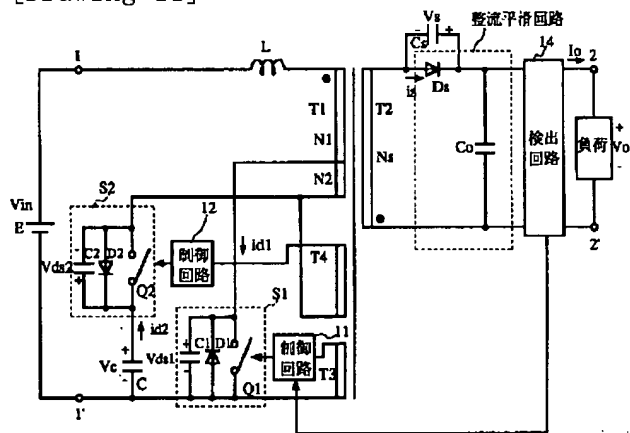 1
L
Vs
Cs
整流平滑回路
14
Io
2
is
Ds
T1
T2
N1
N2
Ns
Co
検出
回路
負荷
+
Vo
-
2'
Vin
E
S2
12
制御
回路
id1
C2
D2
Vds2
Q2
T4
S1
id2
11
制御
回路
Vc
C
Vds1
C1
D1
Q1
T3
1'